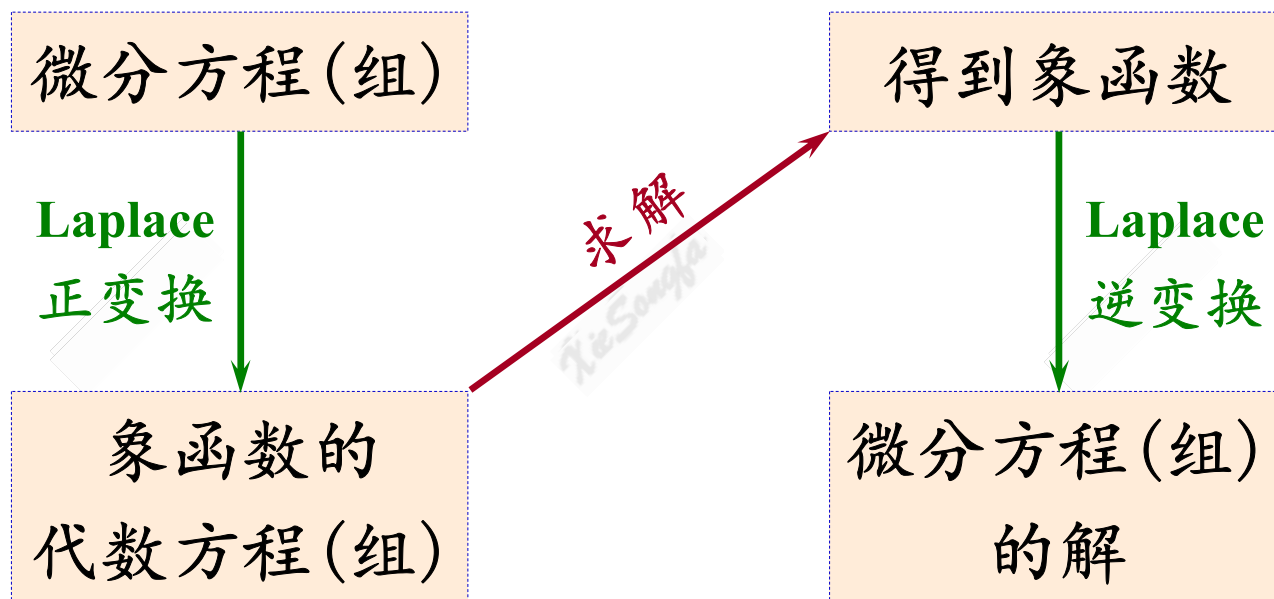 微分方程(组)
Laplace
正变换
象函数的
代数方程(组)
求解
XieSongfa
得到象函数
Laplace
逆变换
微分方程(组)
的解